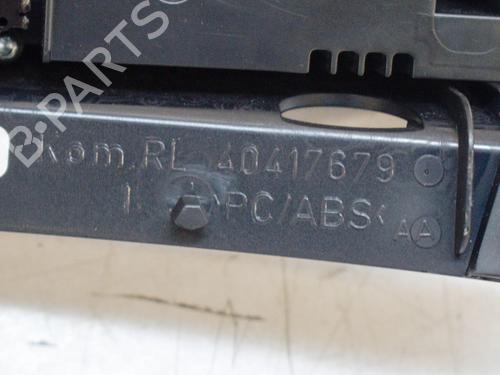 B-PARTS
kom.RL 40417679
>PC/ABS<
AA